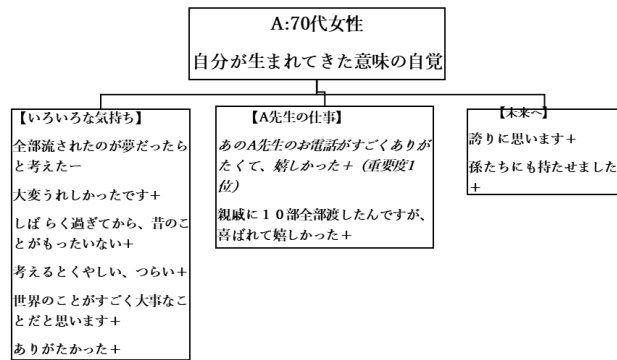 A:70代女性
自分が生まれてきた意味の自覚
【いろいろな気持ち】
全部流されたのが夢だったら
と考えたー
大変うれしかったです＋
しば らく過ぎてから、昔のこ
とがもったいない＋
考えるとくやしい、つらい＋
世界のことがすごく大事なこ
とだと思います＋
ありがたかった＋
【A先生の仕事】
あのA先生のお電話がすごくありが
たくて、嬉しかった＋（重要度1
位）
親戚に１０部全部渡したんですが、
喜ばれて嬉しかった＋
【未来へ】
誇りに思います＋
孫たちにも持たせました
＋